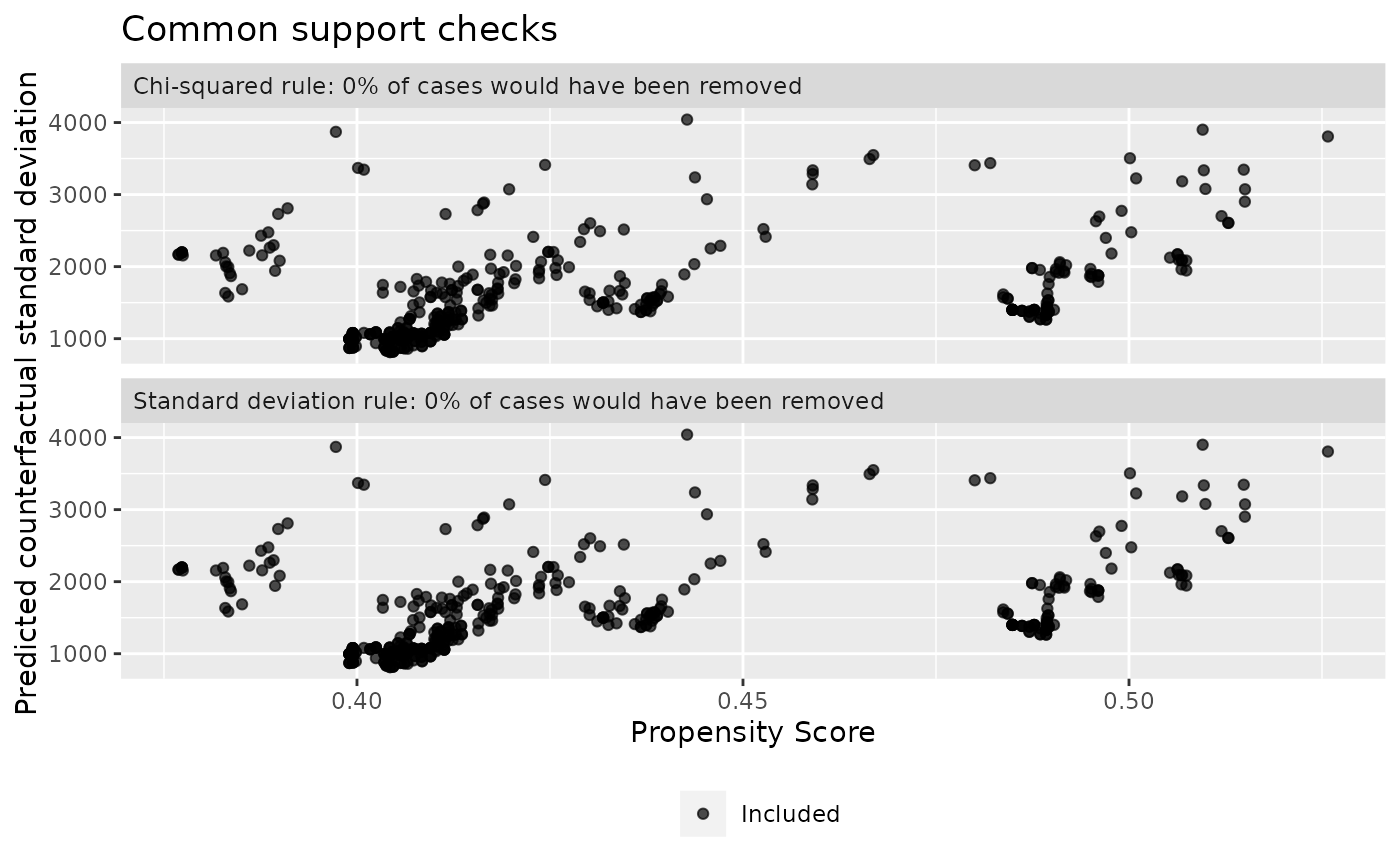 Common support checks
Predicted counterfactual standard deviation
Chi-squared rule: 0% of cases would have been removed
4000
3000
2000
1000
Standard deviation rule: 0% of cases would have been removed
4000
3000
2000
1000
0.40
0.45
0.50
Propensity Score
Included